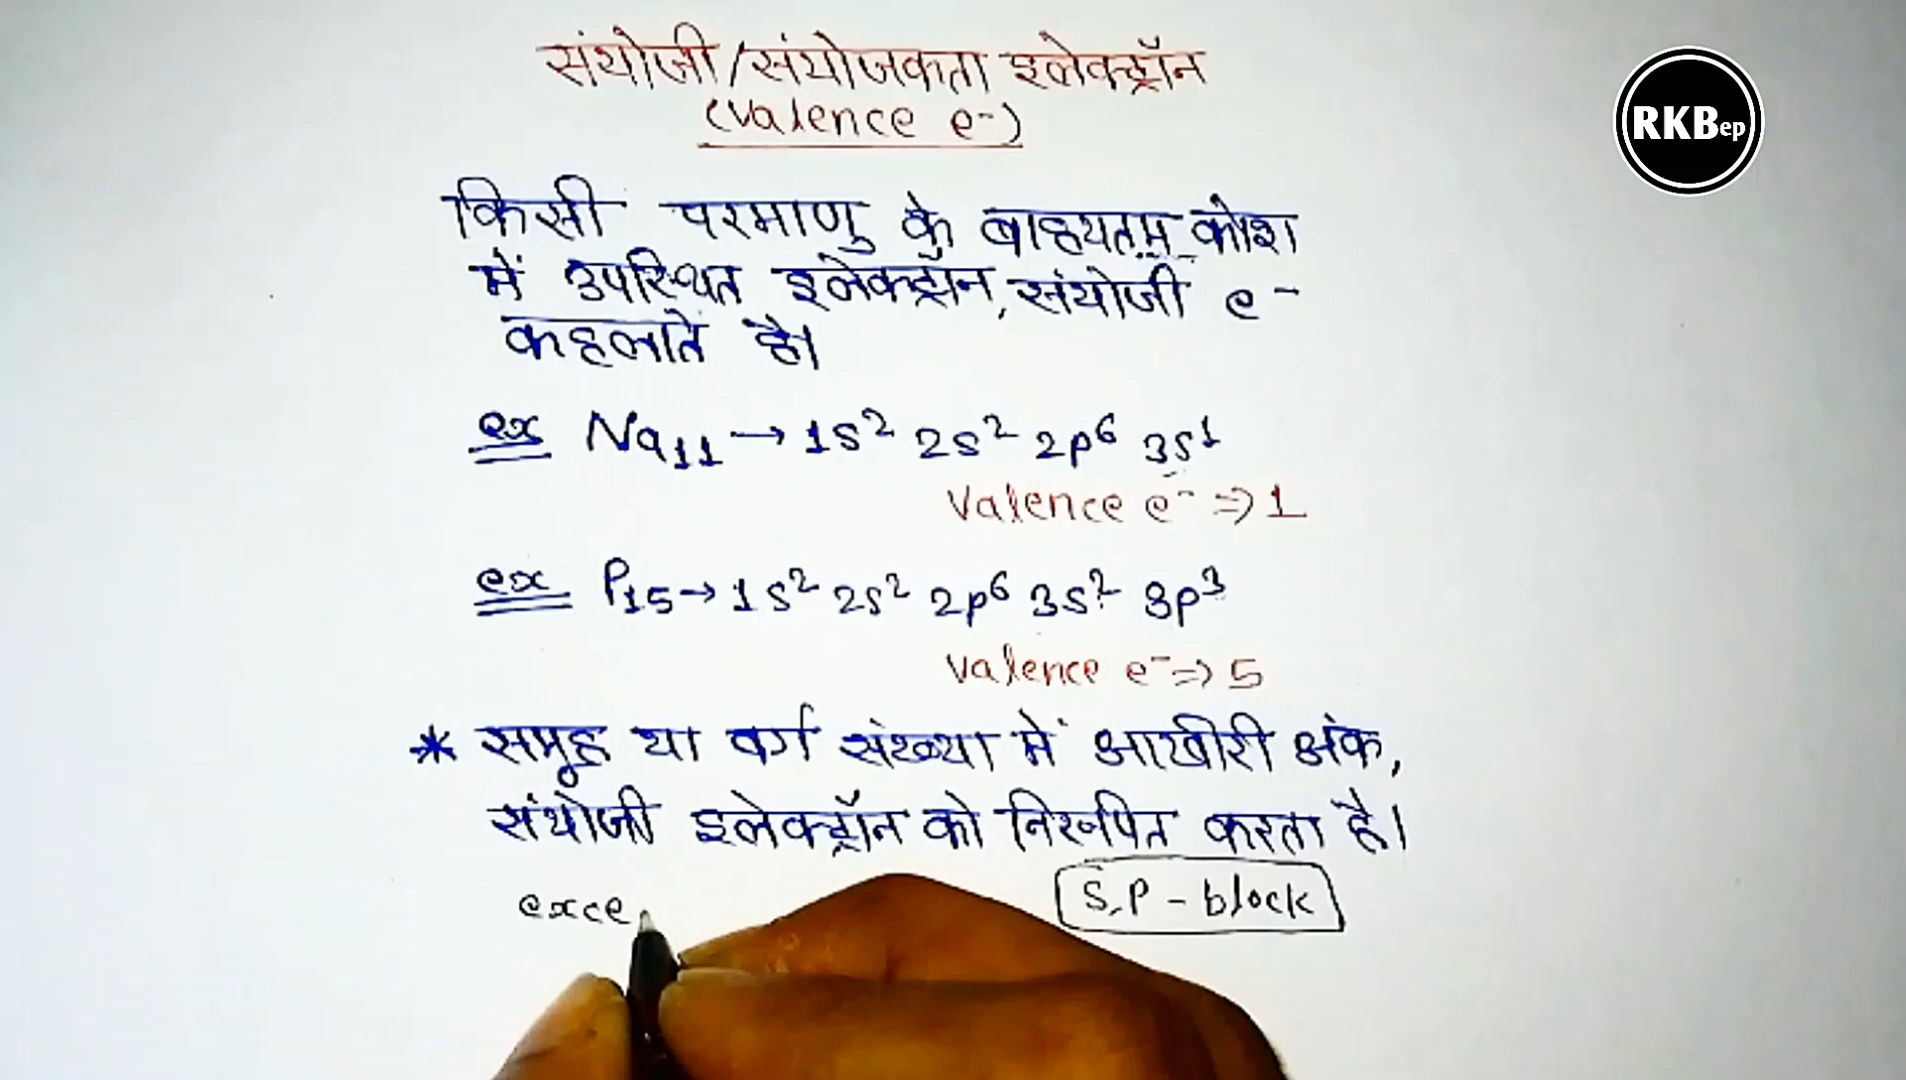 संयोजी/संयोजकता इलेक्ट्रॉन
(Valence e-)
RKBep
किसी परमाणु के बाह्यतम कोश
में उपस्थित इलेक्ट्रॉन, संयोजी e-
कहलाते है।
ex Na₁₁ → 1s² 2s² 2p⁶ 3s¹
Valence e- ⇒ 1
ex P₁₅ → 1s² 2s² 2p⁶ 3s² 3p³
Valence e- ⇒ 5
* समूह या वर्ग संख्या में आखीरी अंक,
संयोजी इलेक्ट्रॉन को निरूपित करता है।
S,P - block
exce